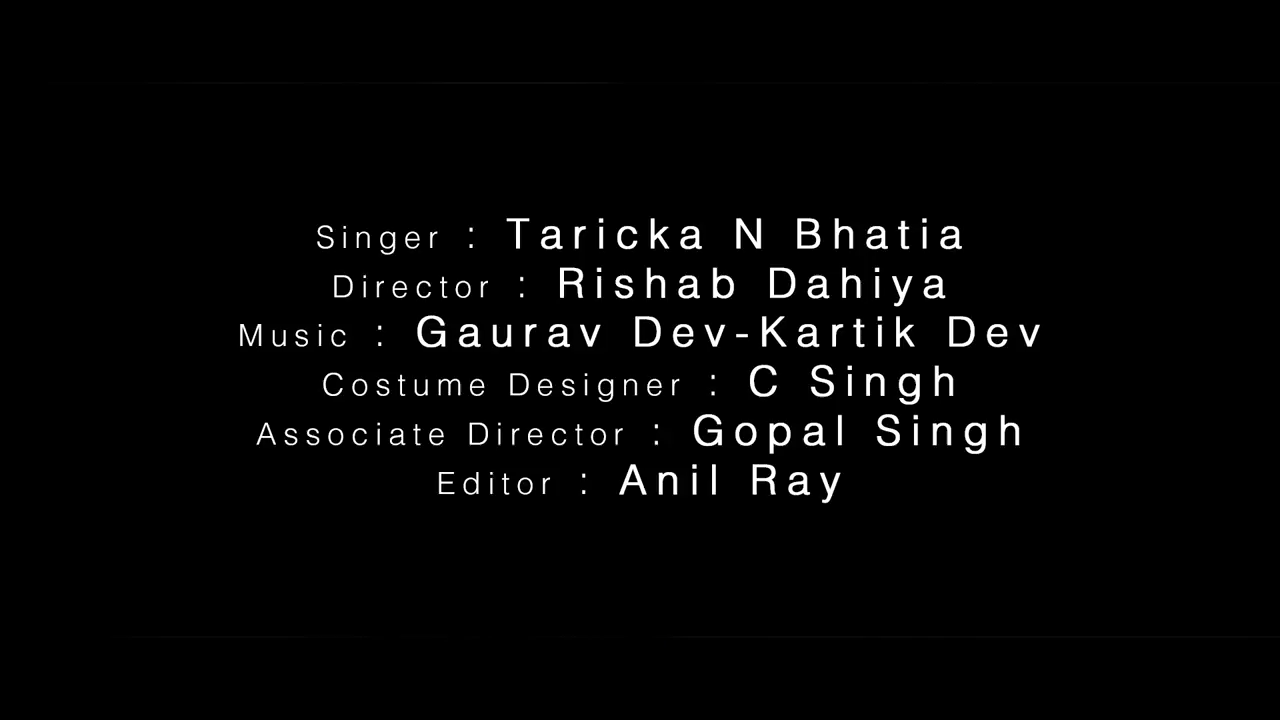 Singer : Taricka N Bhatia
Director : Rishab Dahiya
Music : Gaurav Dev-Kartik Dev
Costume Designer : C Singh
Associate Director : Gopal Singh
Editor : Anil Ray